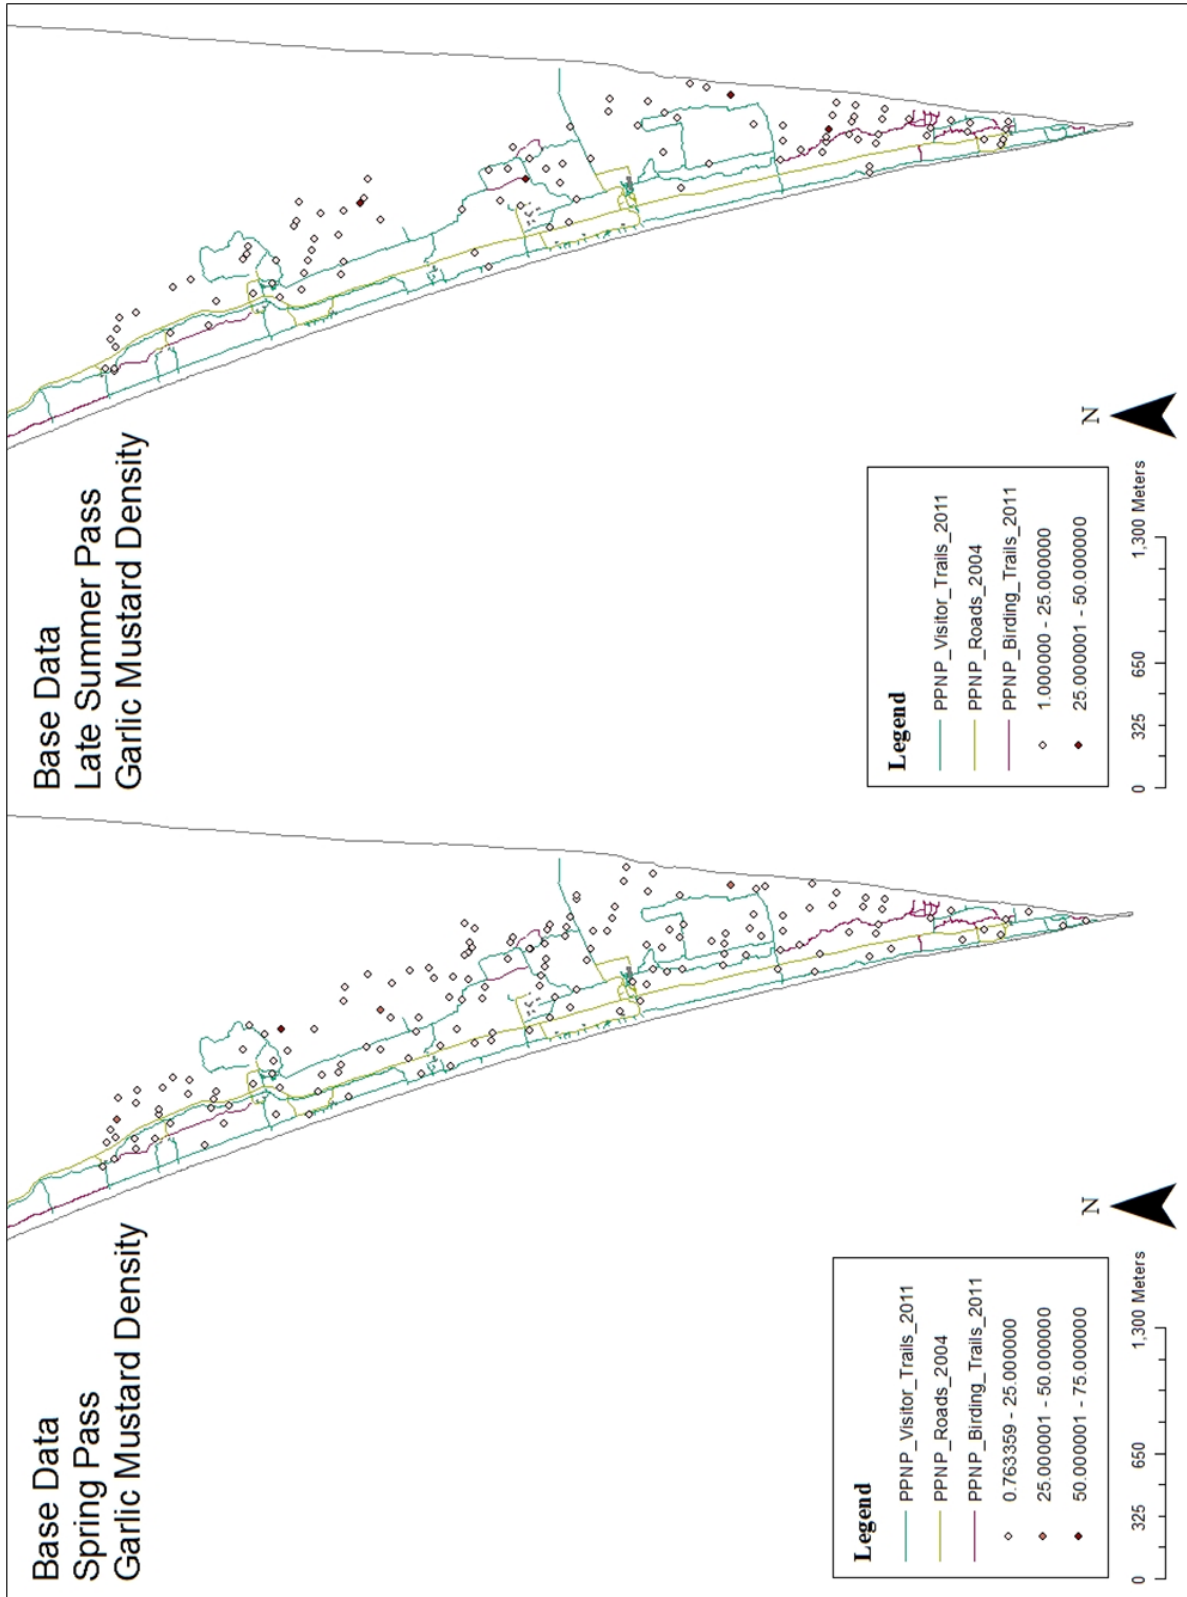 Base Data
Spring Pass
Garlic Mustard Density
Legend
PPNP_Visitor_Trails_2011
PPNP_Roads_2004
PPNP_Birding_Trails_2011
0.763359 - 25.000000
25.000001 - 50.000000
50.000001 - 75.000000
N
0 325 650 1,300 Meters
Base Data
Late Summer Pass
Garlic Mustard Density
Legend
PPNP_Visitor_Trails_2011
PPNP_Roads_2004
PPNP_Birding_Trails_2011
1.000000 - 25.000000
25.000001 - 50.000000
N
0 325 650 1,300 Meters